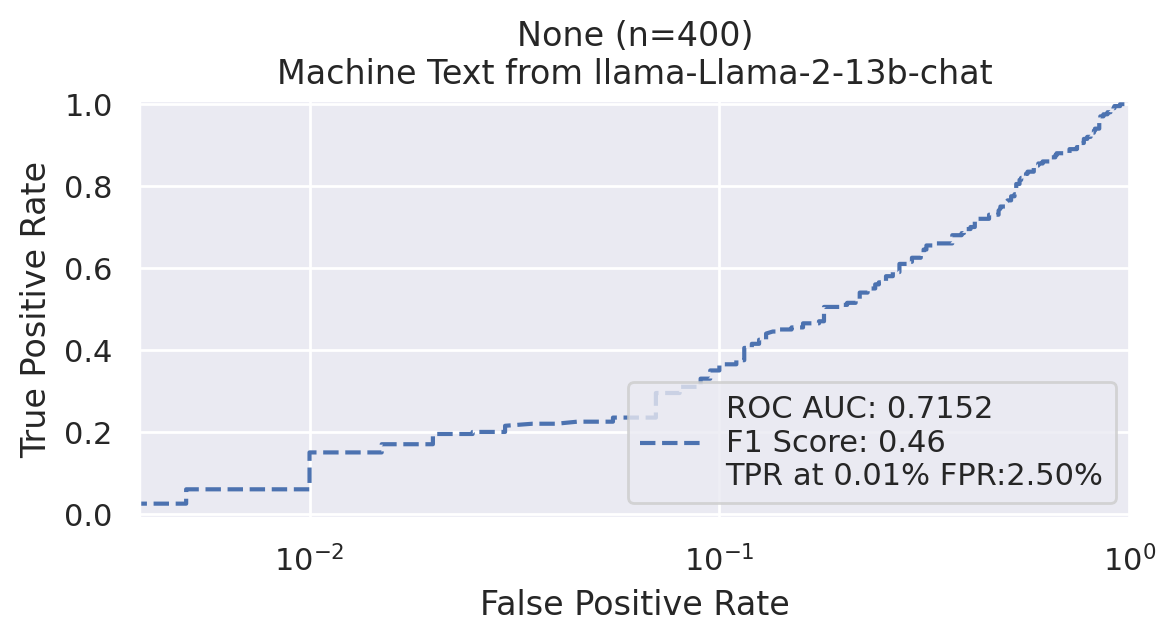 None (n=400)
Machine Text from llama-Llama-2-13b-chat
True Positive Rate
1.0
0.8
0.6
0.4
0.2
0.0
ROC AUC: 0.7152
F1 Score: 0.46
TPR at 0.01% FPR:2.50%
10⁻²
10⁻¹
10⁰
False Positive Rate